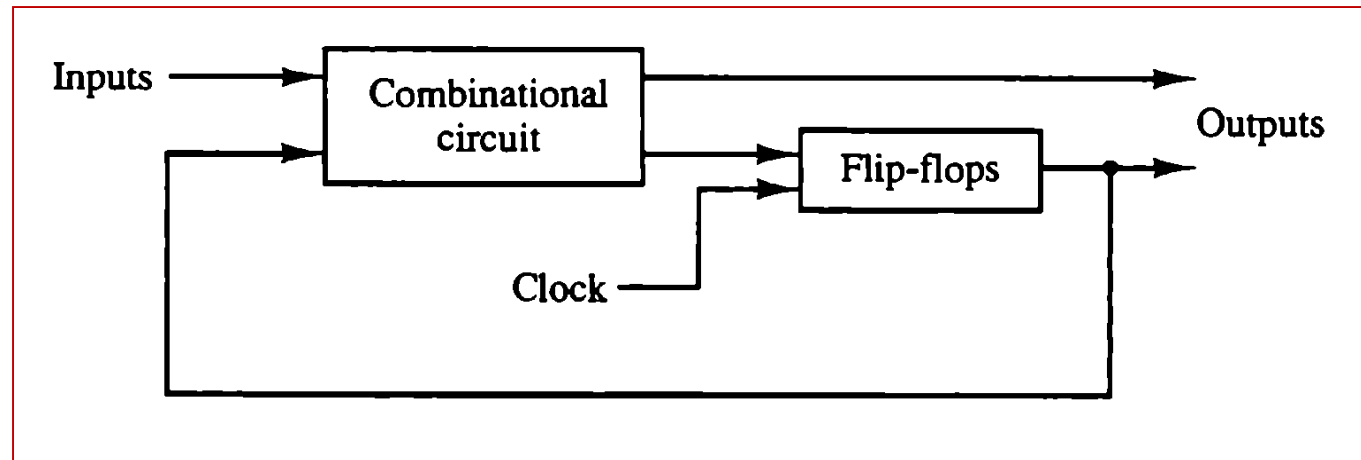 Inputs
Combinational
circuit
Outputs
Flip-flops
Clock